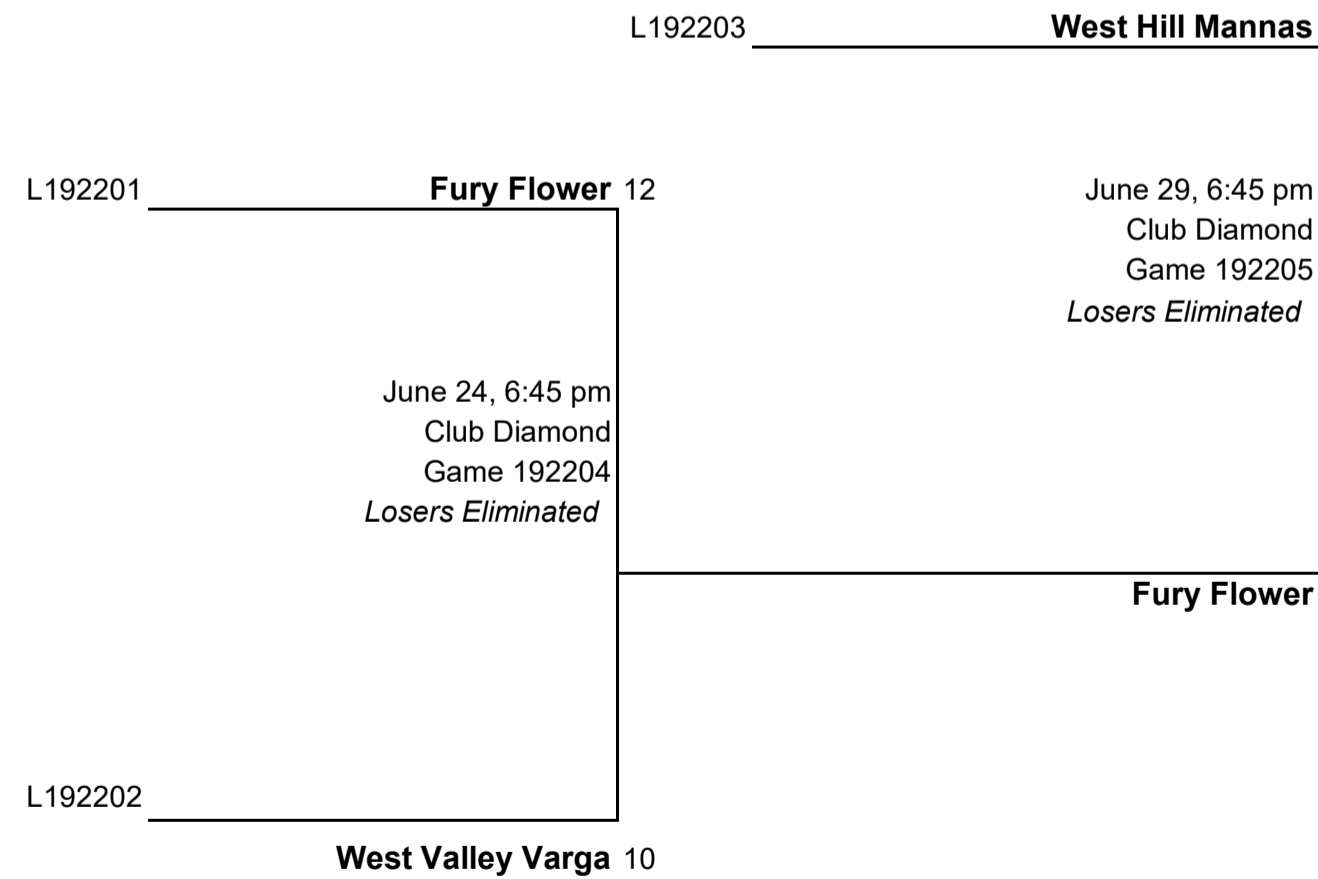 L192203 West Hill Mannas
L192201 Fury Flower 12
June 29, 6:45 pm
Club Diamond
Game 192205
Losers Eliminated
June 24, 6:45 pm
Club Diamond
Game 192204
Losers Eliminated
Fury Flower
L192202
West Valley Varga 10